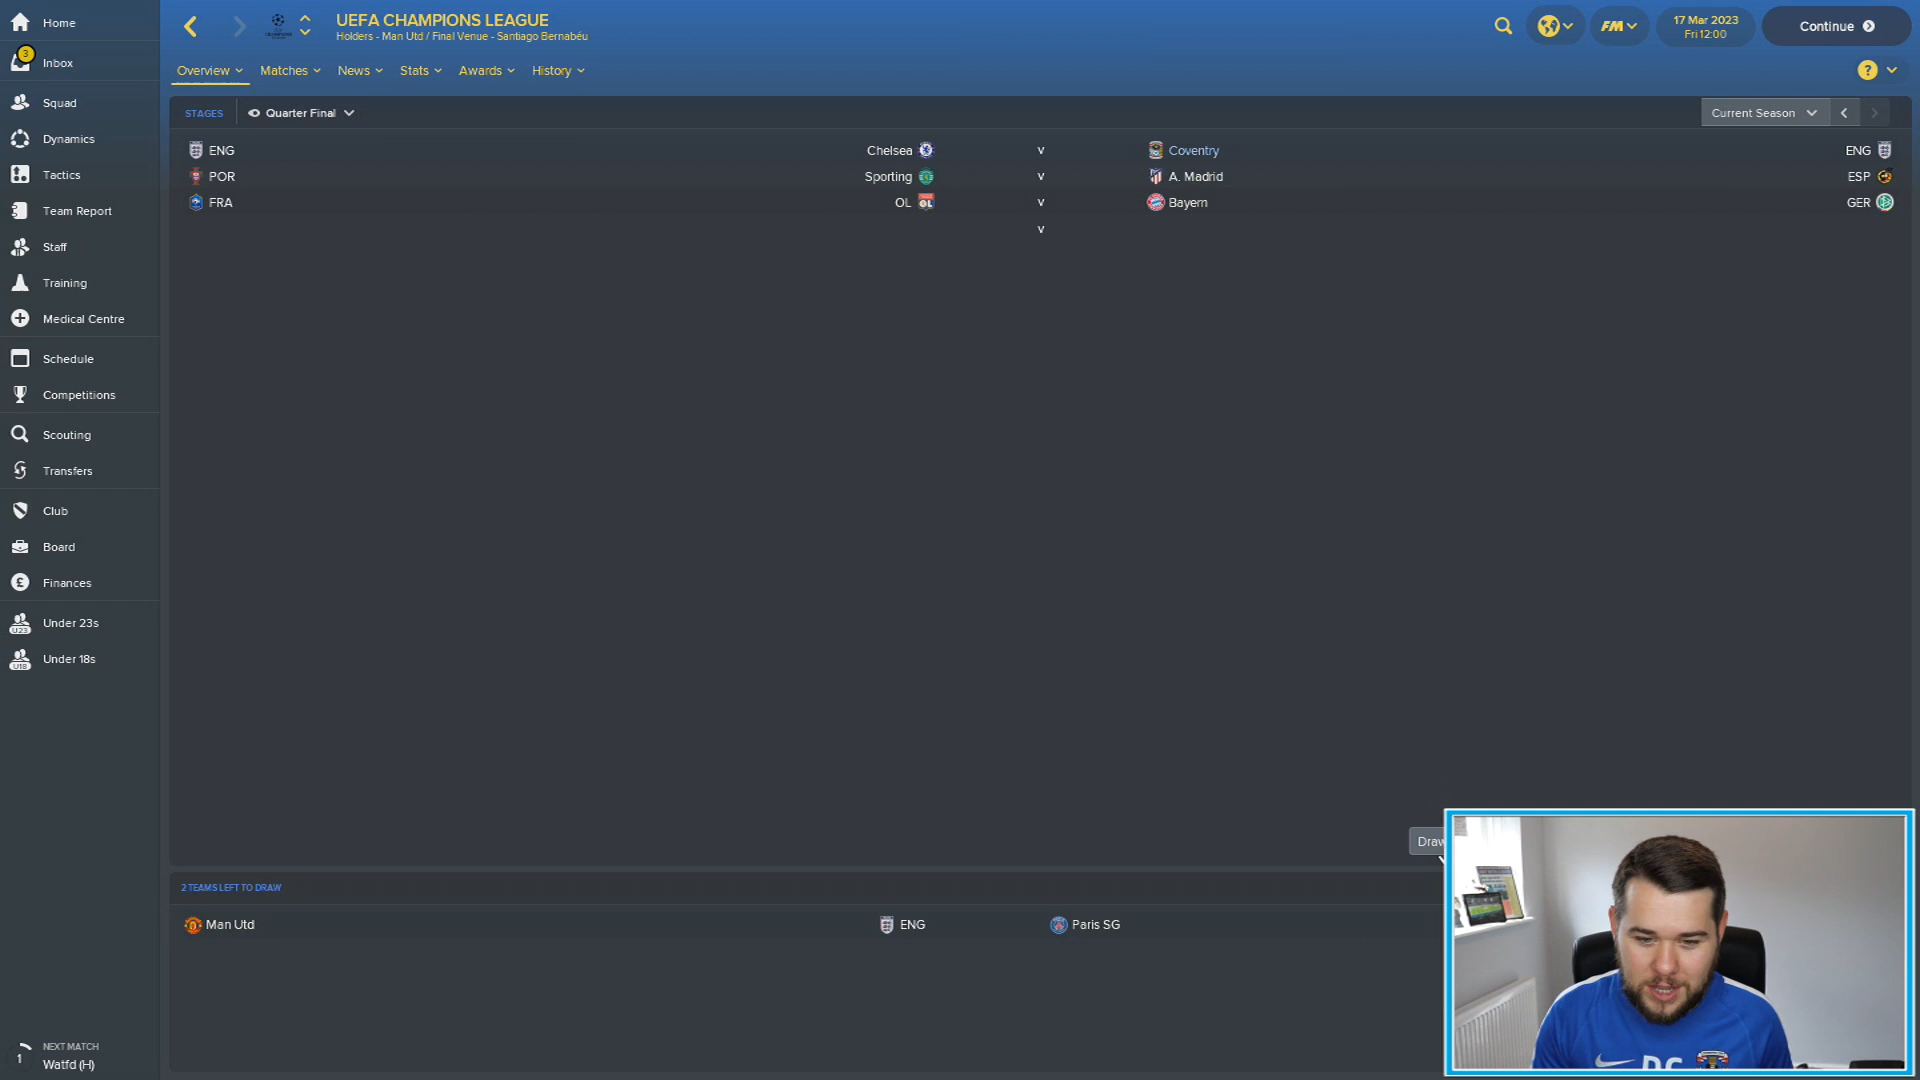 Home
3
Inbox
Squad
Dynamics
Tactics
Team Report
Staff
Training
Medical Centre
Schedule
Competitions
Scouting
Transfers
Club
Board
Finances
Under 23s
Under 18s
1
NEXT MATCH
Watfd (H)
UEFA CHAMPIONS LEAGUE
Holders - Man Utd / Final Venue - Santiago Bernabéu
FM
17 Mar 2023
Fri 12:00
Continue
Overview Matches News Stats Awards History
?
STAGES Quarter Final Current Season
ENG Chelsea v Coventry ENG
POR Sporting v A. Madrid ESP
FRA OL v Bayern GER
v
Draw
2 TEAMS LEFT TO DRAW
Man Utd ENG Paris SG